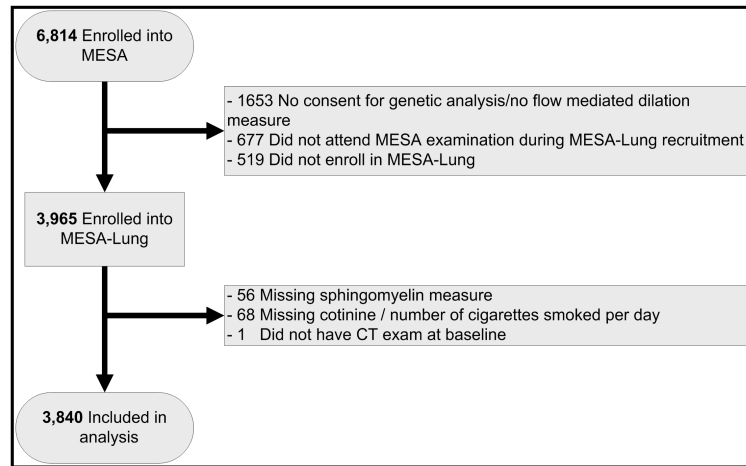 6,814 Enrolled into
MESA
- 1653 No consent for genetic analysis/no flow mediated dilation
measure
- 677 Did not attend MESA examination during MESA-Lung recruitment
- 519 Did not enroll in MESA-Lung
3,965 Enrolled into
MESA-Lung
- 56 Missing sphingomyelin measure
- 68 Missing cotinine / number of cigarettes smoked per day
- 1 Did not have CT exam at baseline
3,840 Included in
analysis